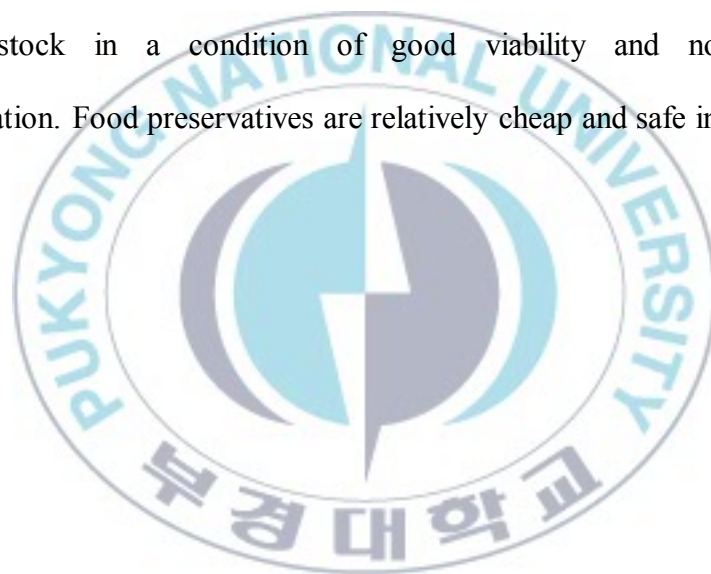 stock in a condition of good viability and no
ation. Food preservatives are relatively cheap and safe in
PUKYONG NATIONAL UNIVERSITY
부경대학교